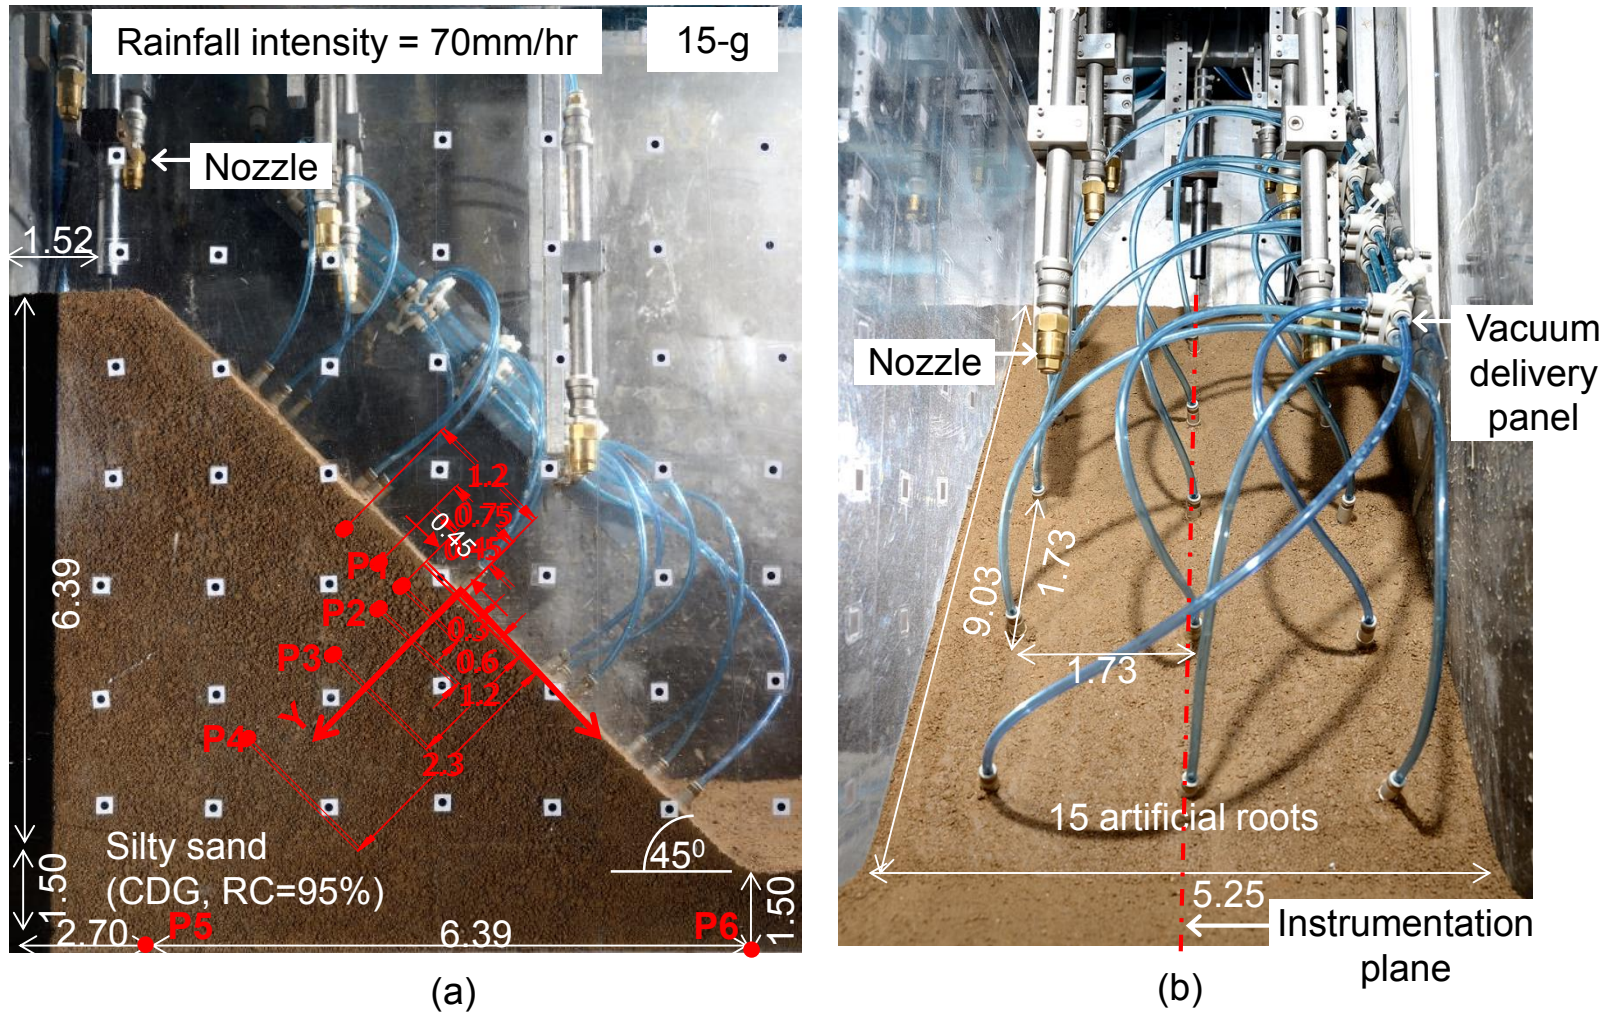 Rainfall intensity = 70mm/hr
15-g
Nozzle
1.52
1.2
0.75
0.45
0.45
P1
P2
0.3
P3
0.6
1.2
6.39
Y
P4
2.3
Silty sand
(CDG, RC=95%)
45⁰
1.50
1.50
2.70
P5
6.39
P6
(a)
Nozzle
Vacuum
delivery
panel
9.03
1.73
1.73
15 artificial roots
5.25
Instrumentation
plane
(b)